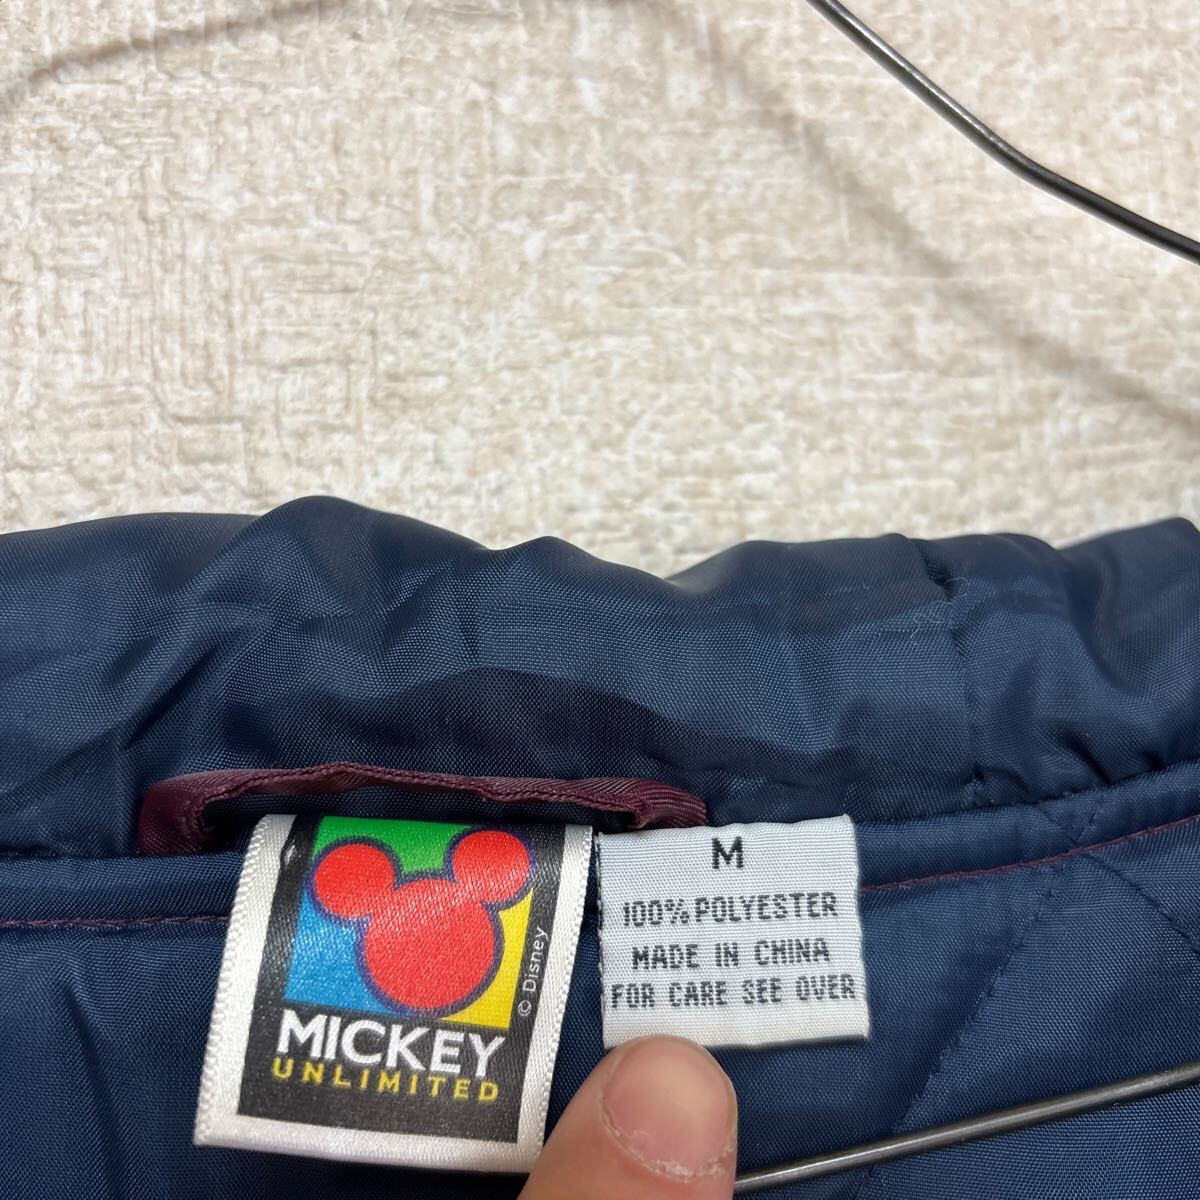 © Disney
MICKEY
UNLIMITED
M
100% POLYESTER
MADE IN CHINA
FOR CARE SEE OVER